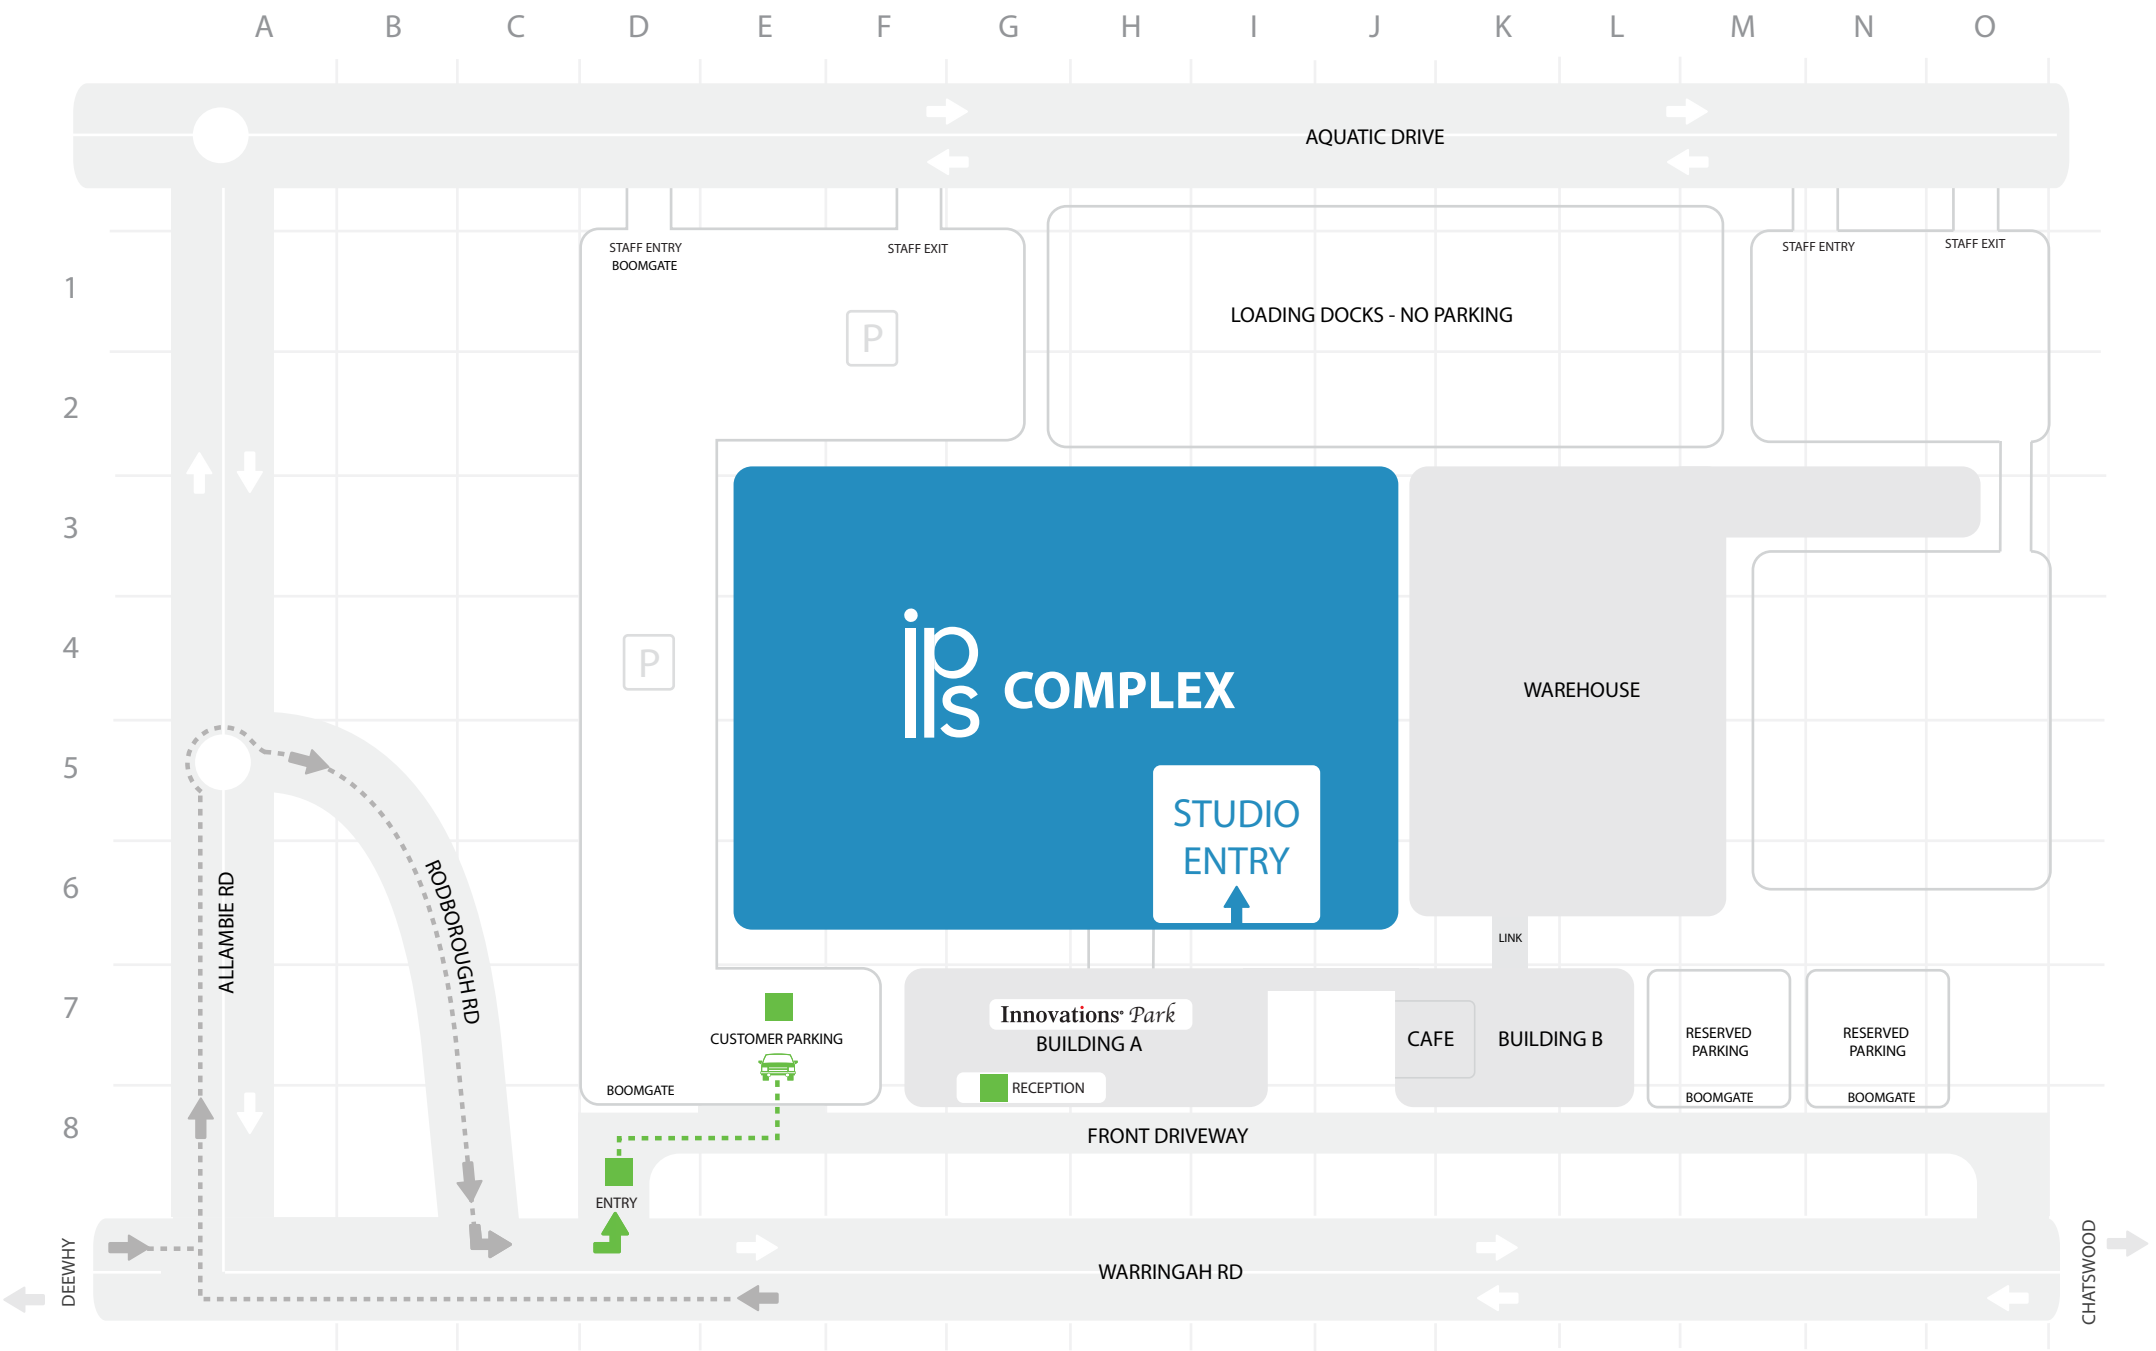 A B C D E F G H I J K L M N O
AQUATIC DRIVE
STAFF ENTRY
BOOMGATE
STAFF EXIT
STAFF ENTRY
STAFF EXIT
1
LOADING DOCKS - NO PARKING
P
2
3
4
P
ips COMPLEX
WAREHOUSE
5
STUDIO
ENTRY
6
ALLAMBIE RD
RODBOROUGH RD
LINK
7
Innovations Park
BUILDING A
CUSTOMER PARKING
CAFE
BUILDING B
RESERVED
PARKING
RESERVED
PARKING
RECEPTION
BOOMGATE
BOOMGATE
BOOMGATE
8
FRONT DRIVEWAY
ENTRY
DEEWHY
WARRINGAH RD
CHATSWOOD